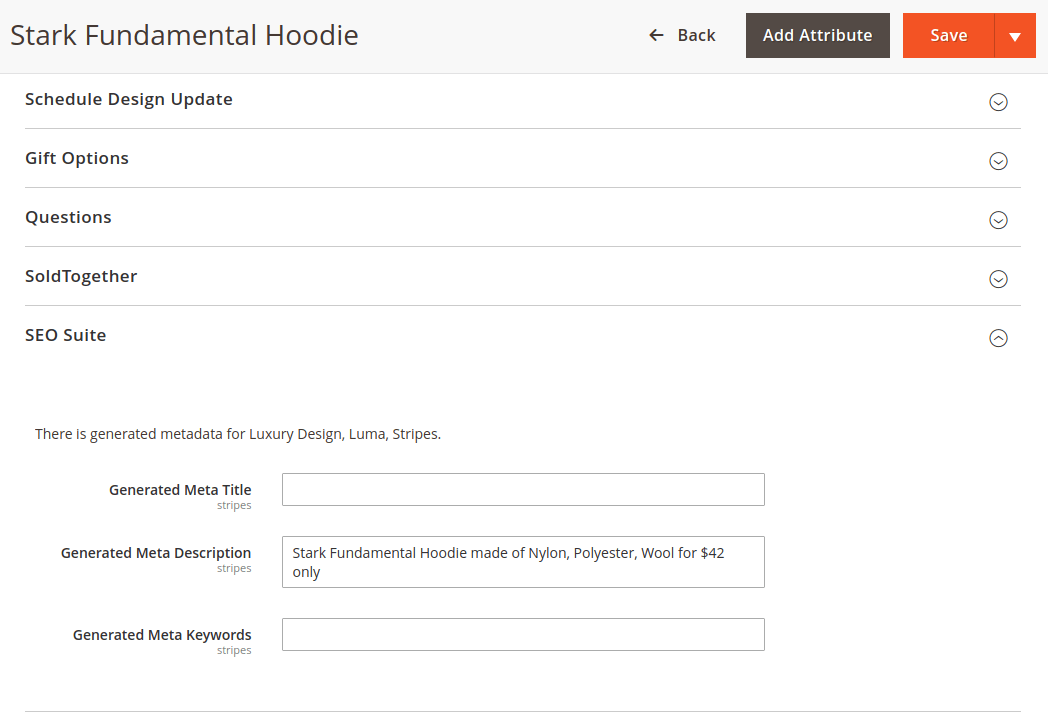 Stark Fundamental Hoodie
Back
Add Attribute
Save
Schedule Design Update
Gift Options
Questions
SoldTogether
SEO Suite
There is generated metadata for Luxury Design, Luma, Stripes.
Generated Meta Title
stripes
Generated Meta Description
stripes
Stark Fundamental Hoodie made of Nylon, Polyester, Wool for $42
only
Generated Meta Keywords
stripes